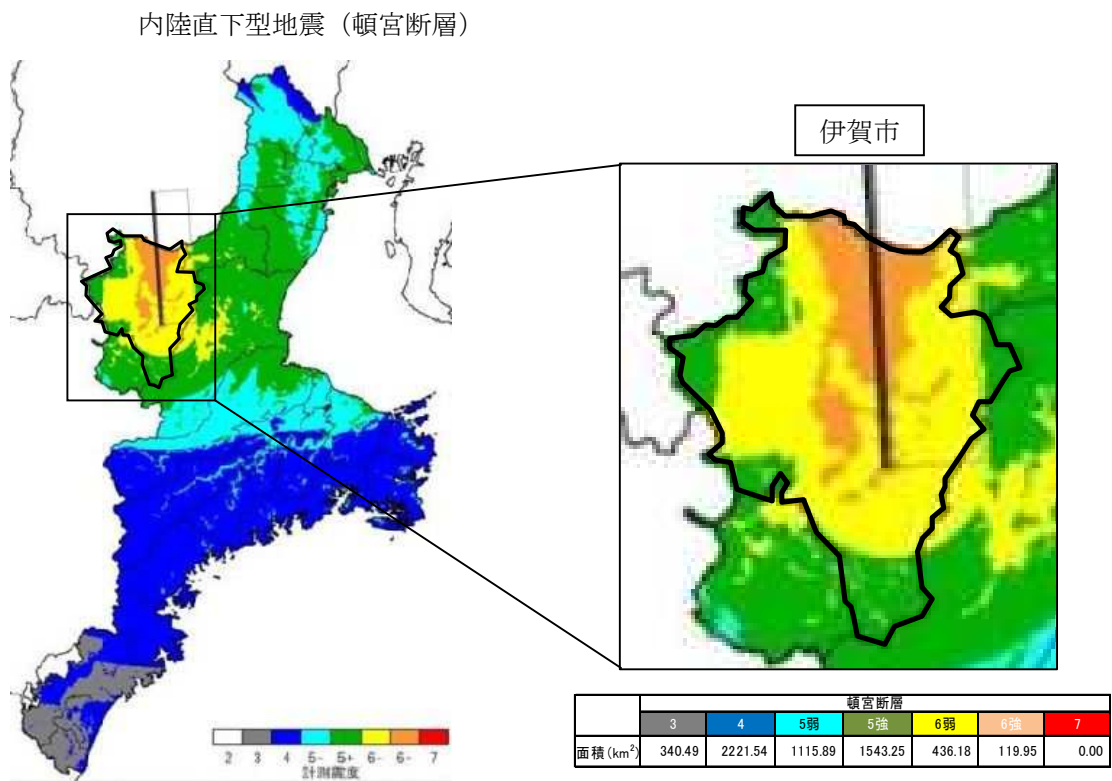 内陸直下型地震（頓宮断層）
伊賀市
2 3 4 5- 5+ 6- 6- 7
計測震度
頓宮断層
3 4 5弱 5強 6弱 6強 7
面積(km²) 340.49 2221.54 1115.89 1543.25 436.18 119.95 0.00